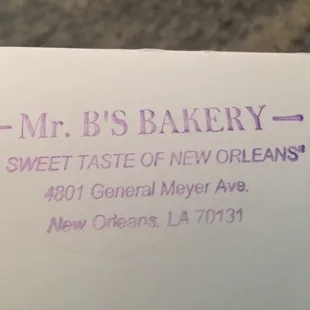 -Mr. B'S BAKERY-
SWEET TASTE OF NEW ORLEANS"
4801 General Meyer Ave.
New Orleans, LA 70131